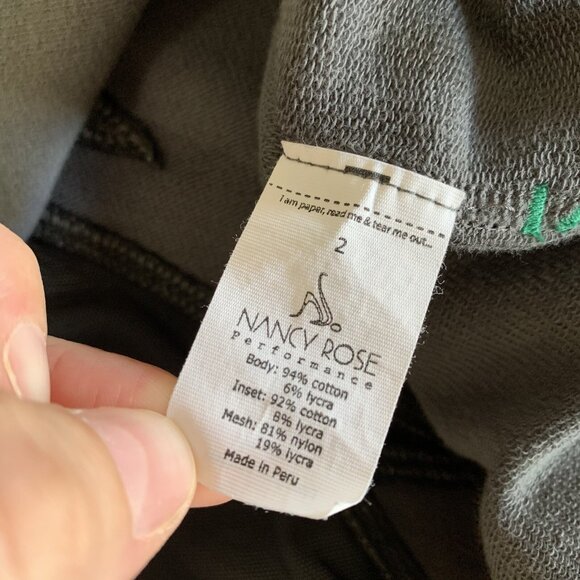 I am paper, read me & tear me out...
2
NANCY ROSE
Performance
Body: 94% cotton
6% lycra
Inset: 92% cotton
8% lycra
Mesh: 81% nylon
19% lycra
Made in Peru